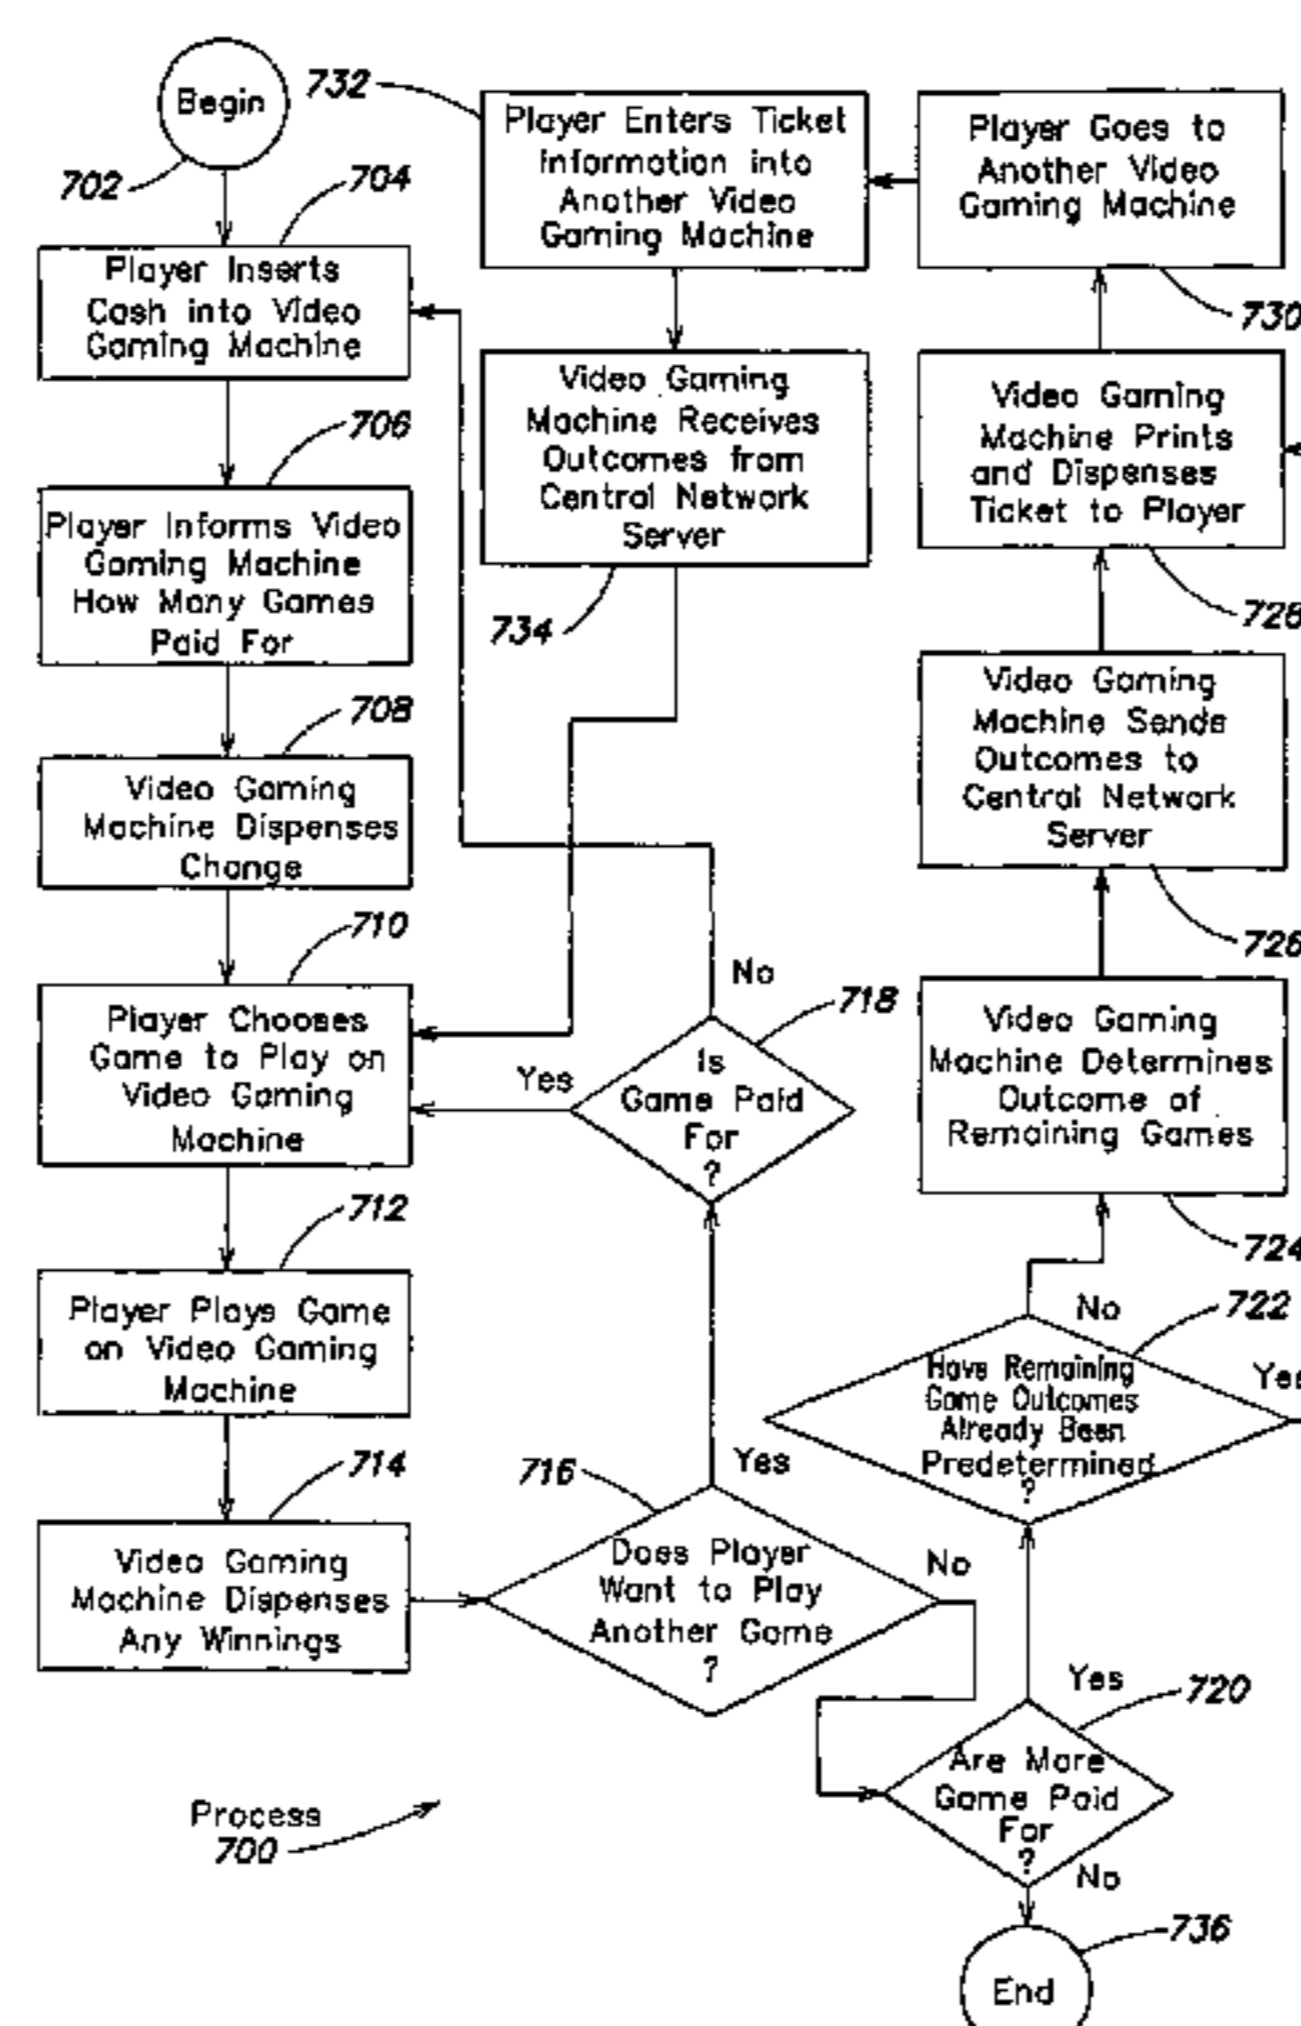 Begin
702
704
Player Inserts
Cash into Video
Gaming Machine
706
Player Informs Video
Gaming Machine
How Many Games
Paid For
708
Video Gaming
Machine Dispenses
Change
710
Player Chooses
Game to Play on
Video Gaming
Machine
712
Player Plays Game
on Video Gaming
Machine
714
Video Gaming
Machine Dispenses
Any Winnings
Process
700
732
Player Enters Ticket
Information into
Another Video
Gaming Machine
Video Gaming
Machine Receives
Outcomes from
Central Network
Server
734
No
718
Is
Game Paid
For
?
Yes
716
Yes
Does Player
Want to Play
Another Game
?
No
Player Goes to
Another Video
Gaming Machine
730
Video Gaming
Machine Prints
and Dispenses
Ticket to Player
728
Video Gaming
Machine Sends
Outcomes to
Central Network
Server
726
Video Gaming
Machine Determines
Outcome of
Remaining Games
724
No
722
Have Remaining
Game Outcomes
Already Been
Predetermined
?
Yes
Yes
720
Are More
Game Paid
For
?
No
736
End